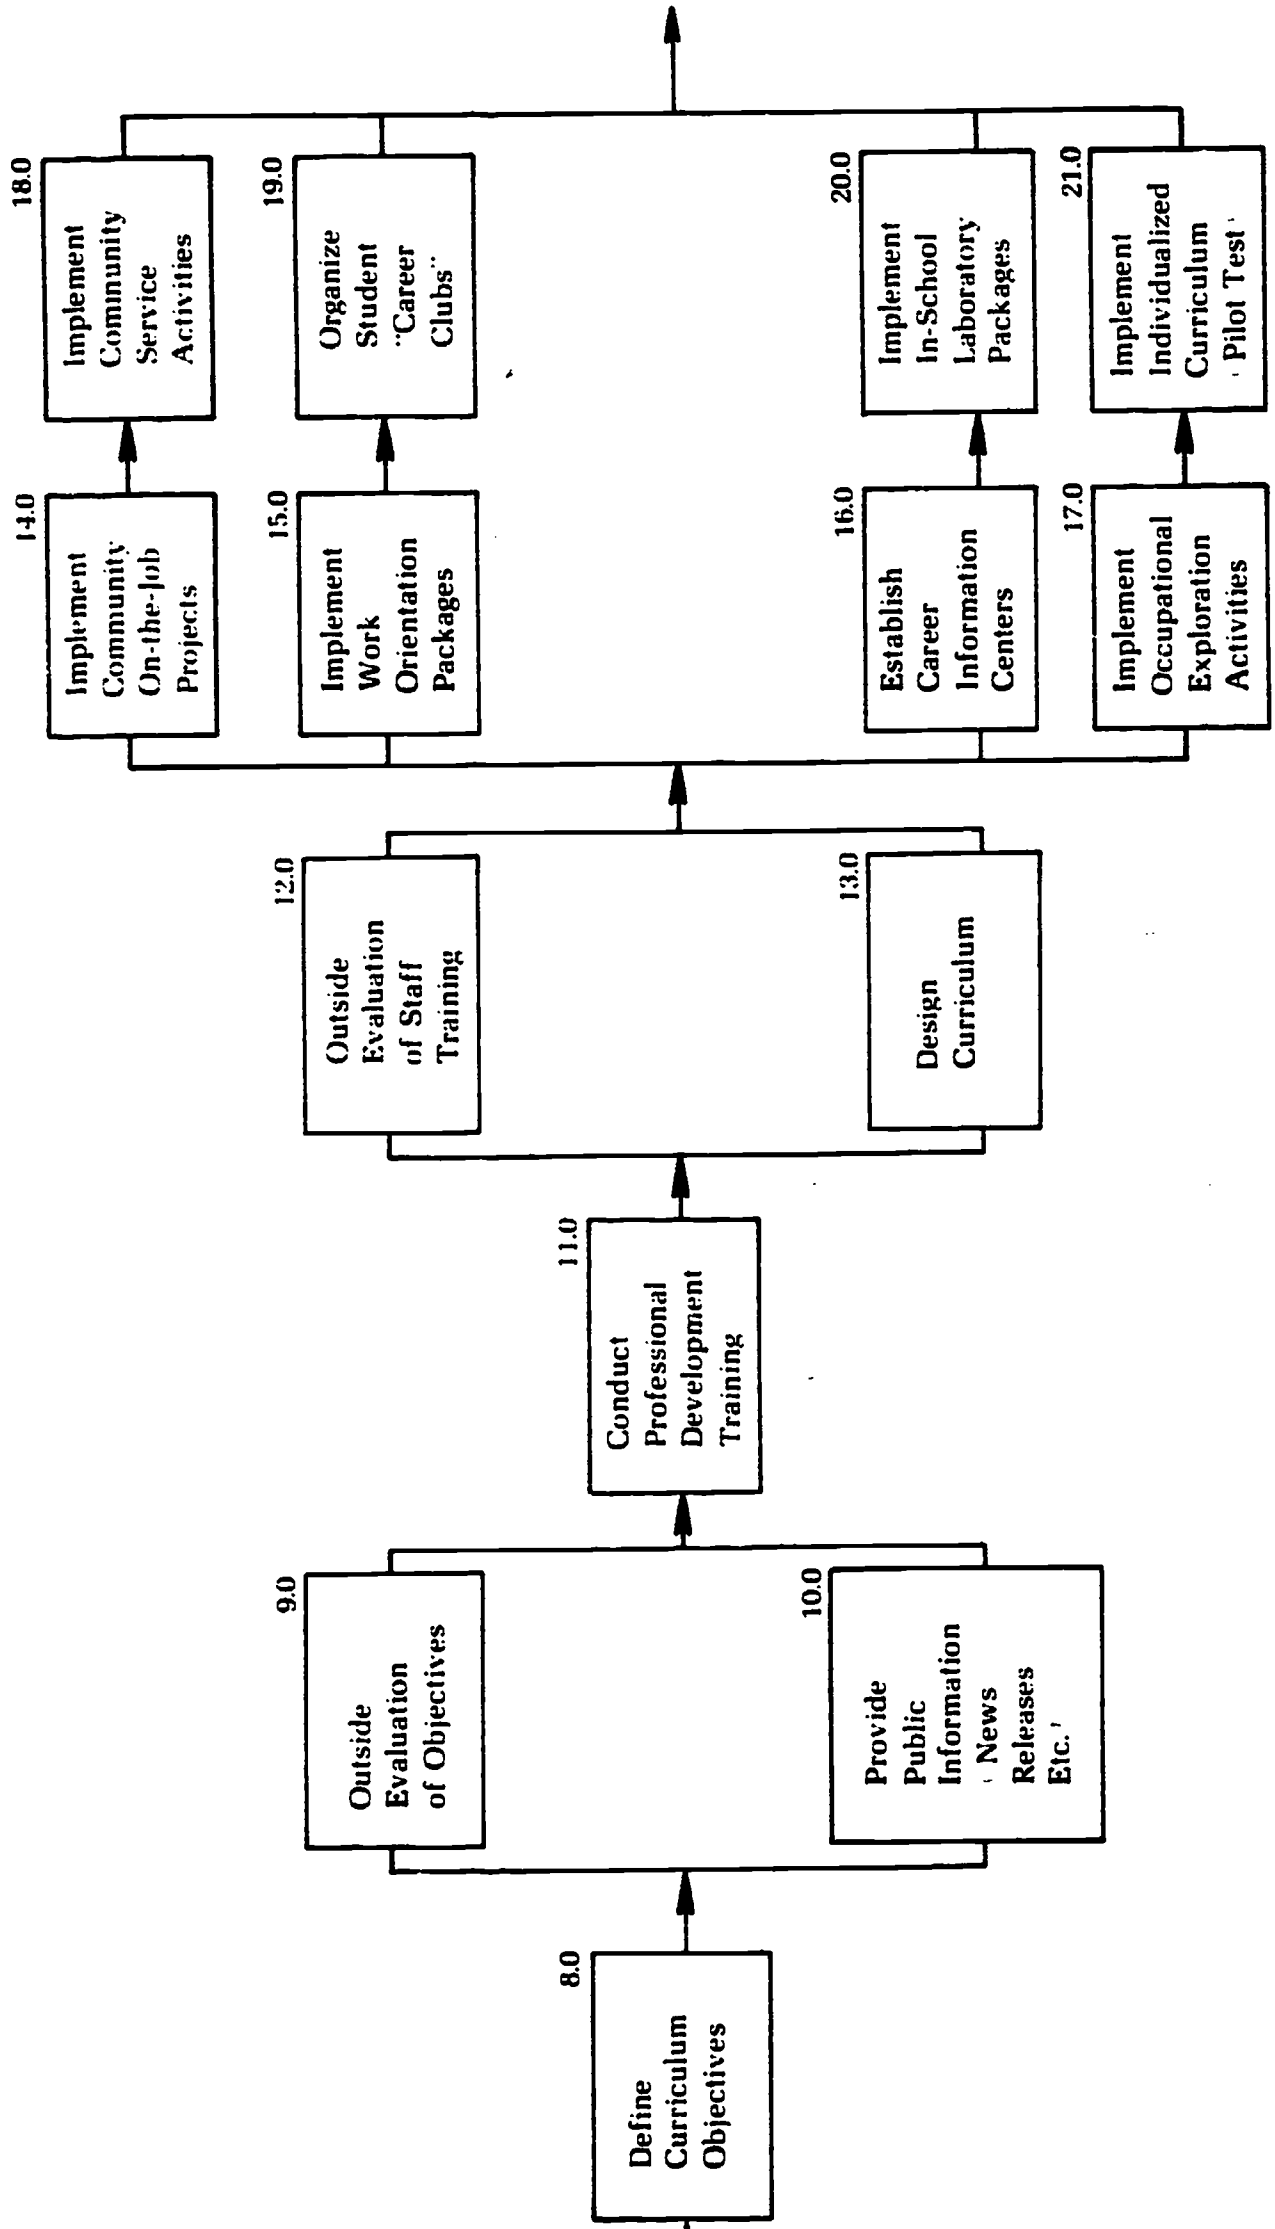 8.0
Define
Curriculum
Objectives
9.0
Outside
Evaluation
of Objectives
10.0
Provide
Public
Information
(News
Releases
Etc.)
11.0
Conduct
Professional
Development
Training
12.0
Outside
Evaluation
of Staff
Training
13.0
Design
Curriculum
14.0
Implement
Community
On-the-Job
Projects
15.0
Implement
Work
Orientation
Packages
16.0
Establish
Career
Information
Centers
17.0
Implement
Occupational
Exploration
Activities
18.0
Implement
Community
Service
Activities
19.0
Organize
Student
"Career
Clubs"
20.0
Implement
In-School
Laboratory
Packages
21.0
Implement
Individualized
Curriculum
(Pilot Test)